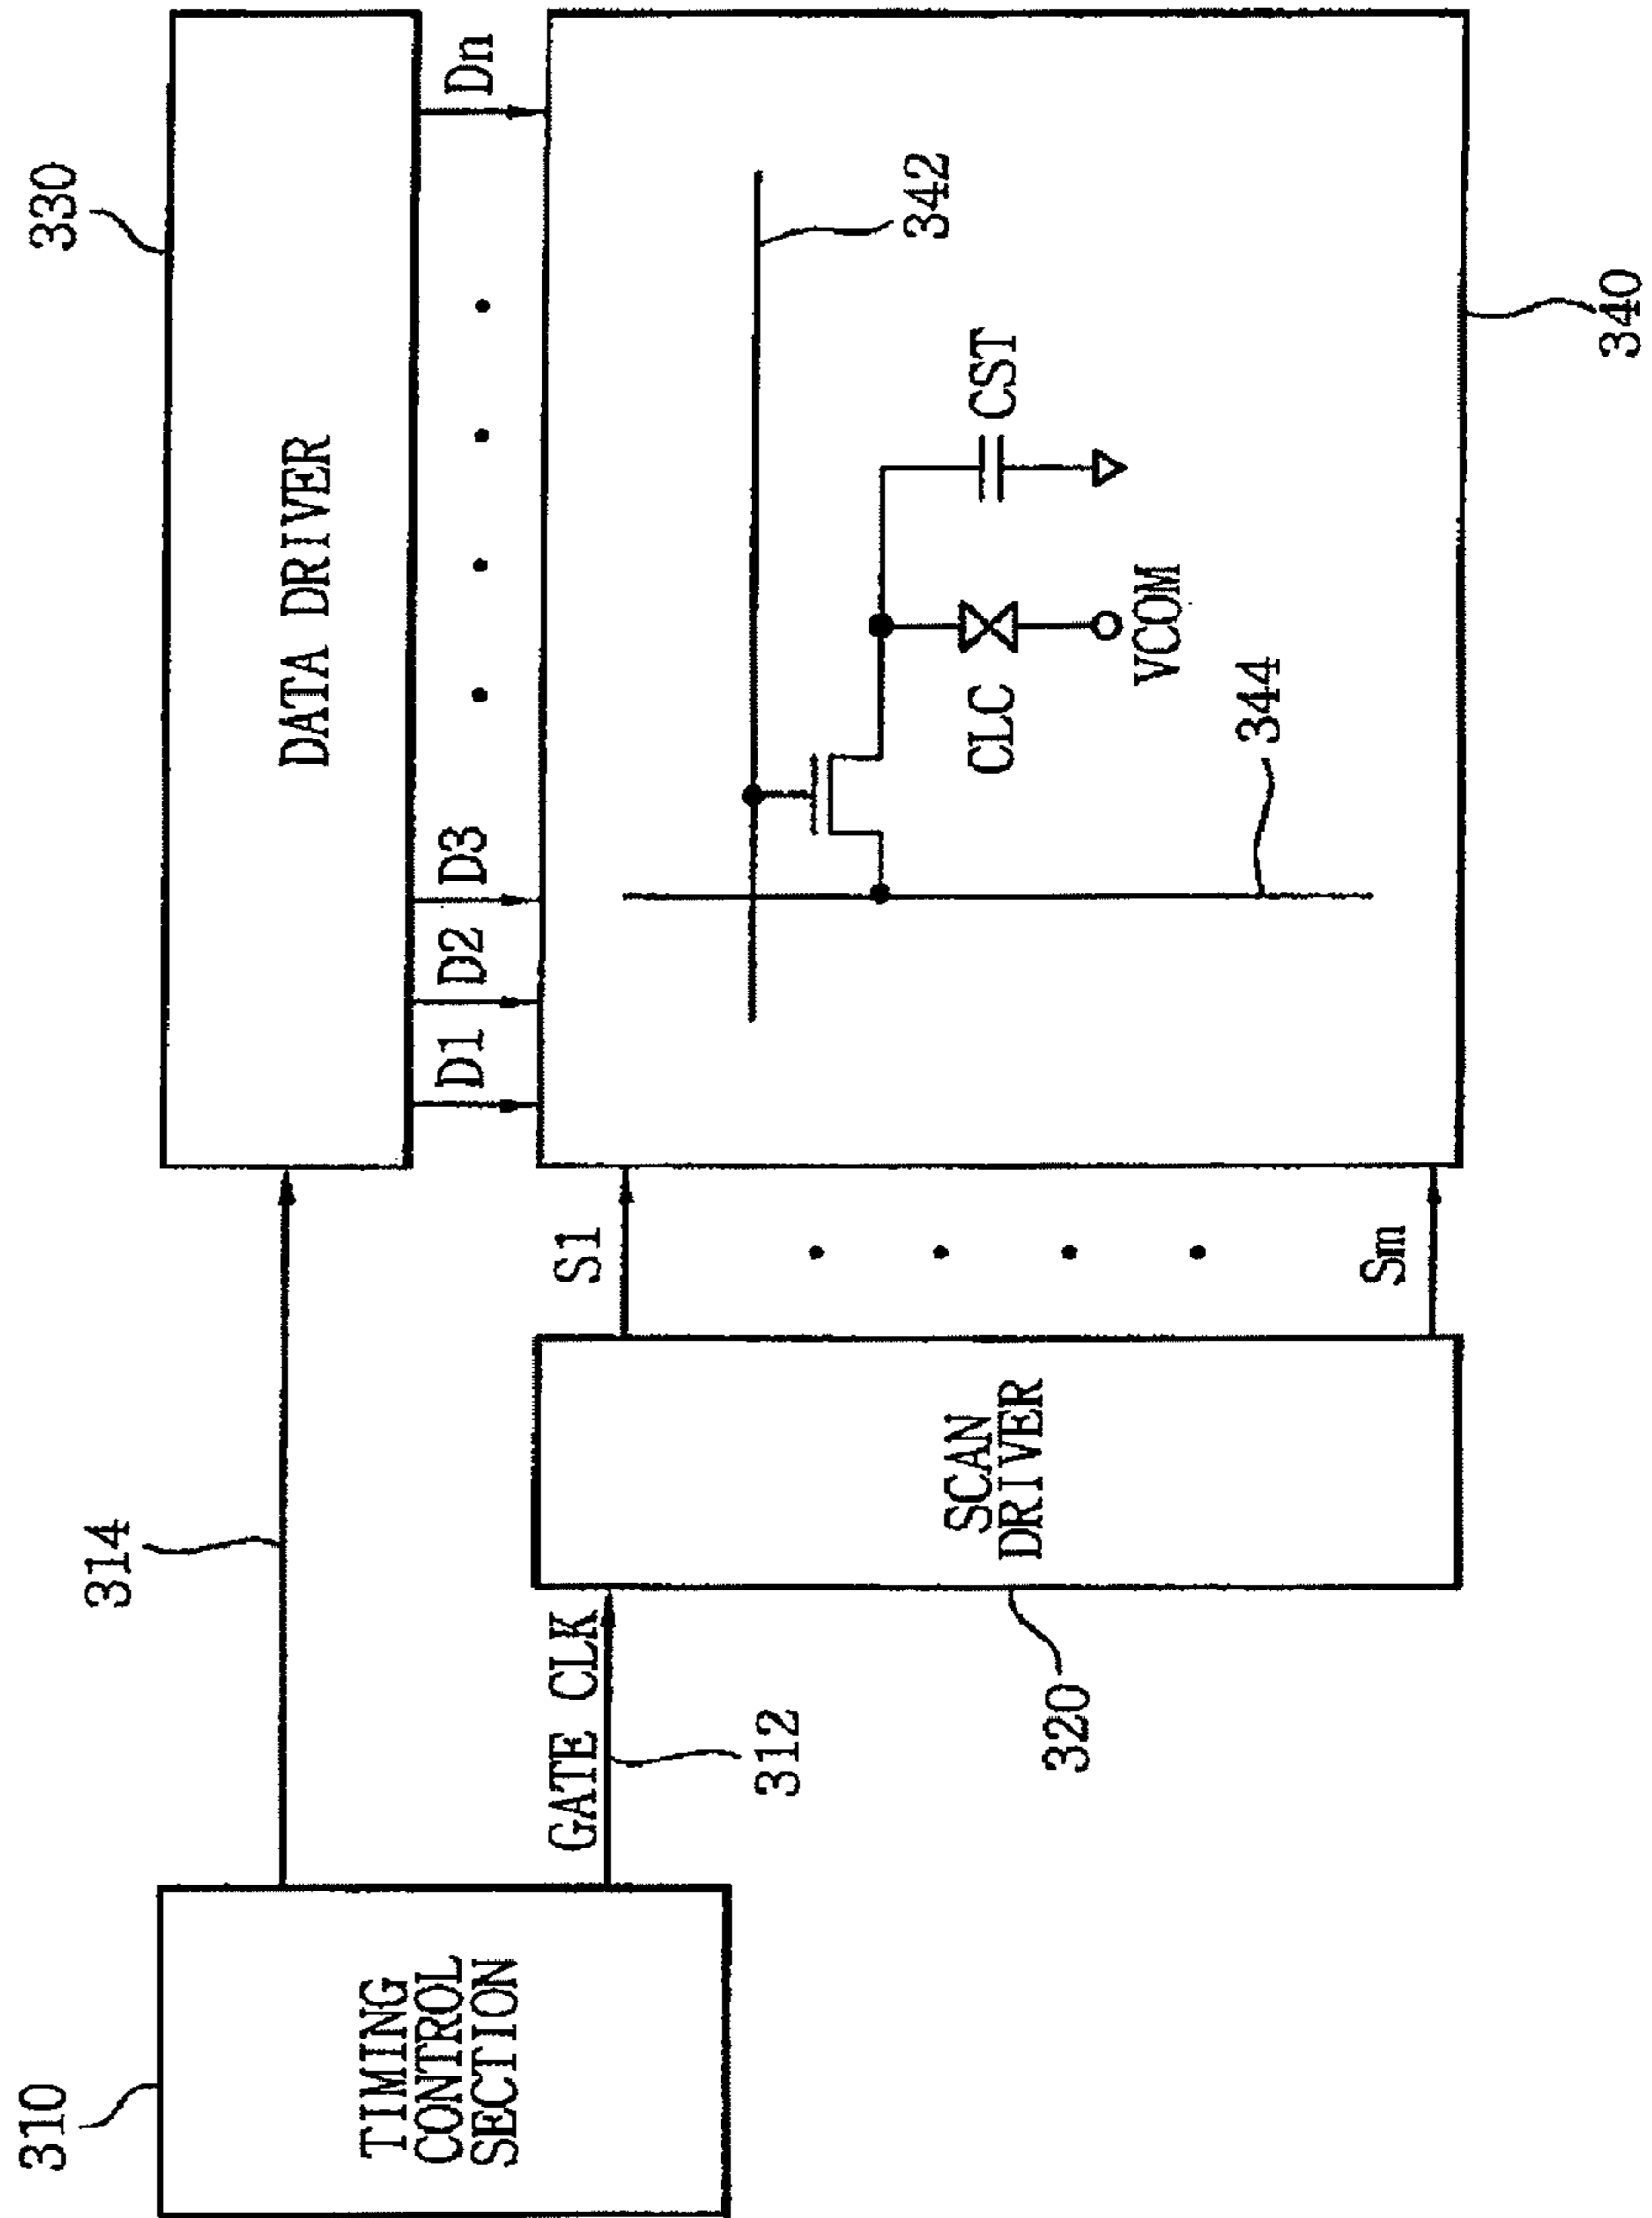 310
TIMING
CONTROL
SECTION
314
GATE CLK
312
330
DATA DRIVER
D1
D2
D3
Dn
SCAN
DRIVER
320
S1
Sm
342
CLC
CST
VCOM
344
340